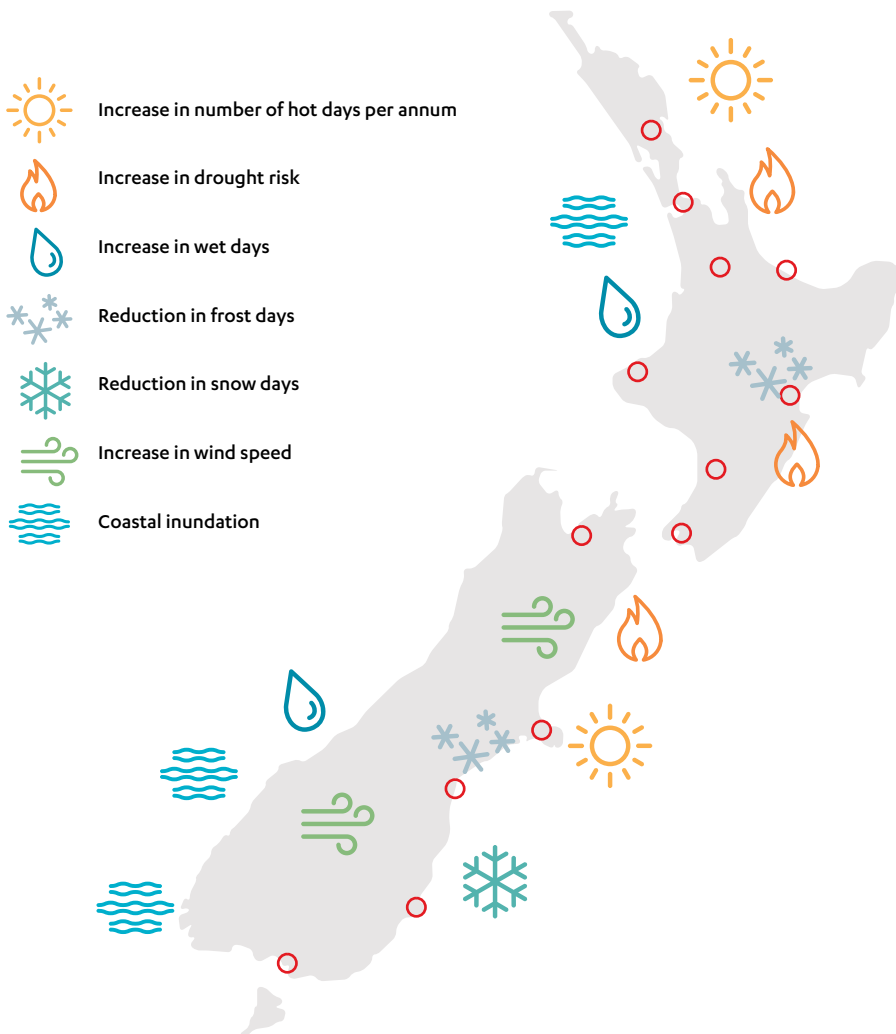 Increase in number of hot days per annum
Increase in drought risk
Increase in wet days
Reduction in frost days
Reduction in snow days
Increase in wind speed
Coastal inundation